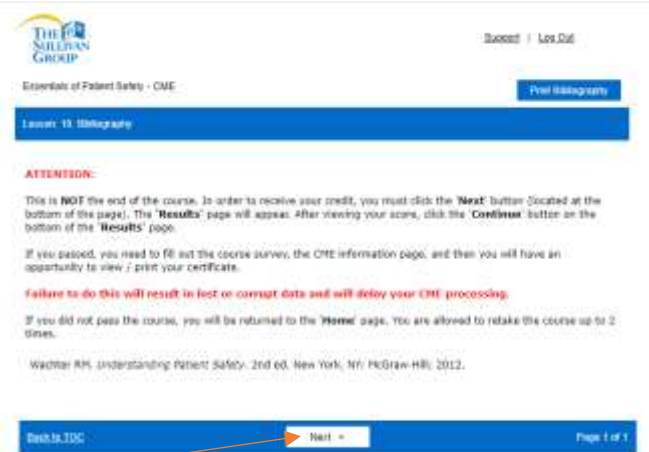 THE
SULLIVAN
GROUP
Support | Log Out
Essentials of Patient Safety - CME
Print Bibliography
Lesson: 10. Bibliography
ATTENTION:
This is NOT the end of the course. In order to receive your credit, you must click the 'Next' button (located at the
bottom of the page). The 'Results' page will appear. After viewing your score, click the 'Continue' button on the
bottom of the 'Results' page.
If you passed, you need to fill out the course survey, the CME information page, and then you will have an
opportunity to view / print your certificate.
Failure to do this will result in lost or corrupt data and will delay your CME processing.
If you did not pass the course, you will be returned to the 'Home' page. You are allowed to retake the course up to 2
times.
Wachter RM. Understanding Patient Safety. 2nd ed. New York, NY: McGraw-Hill; 2012.
Back to TOC
Next
Page 1 of 1